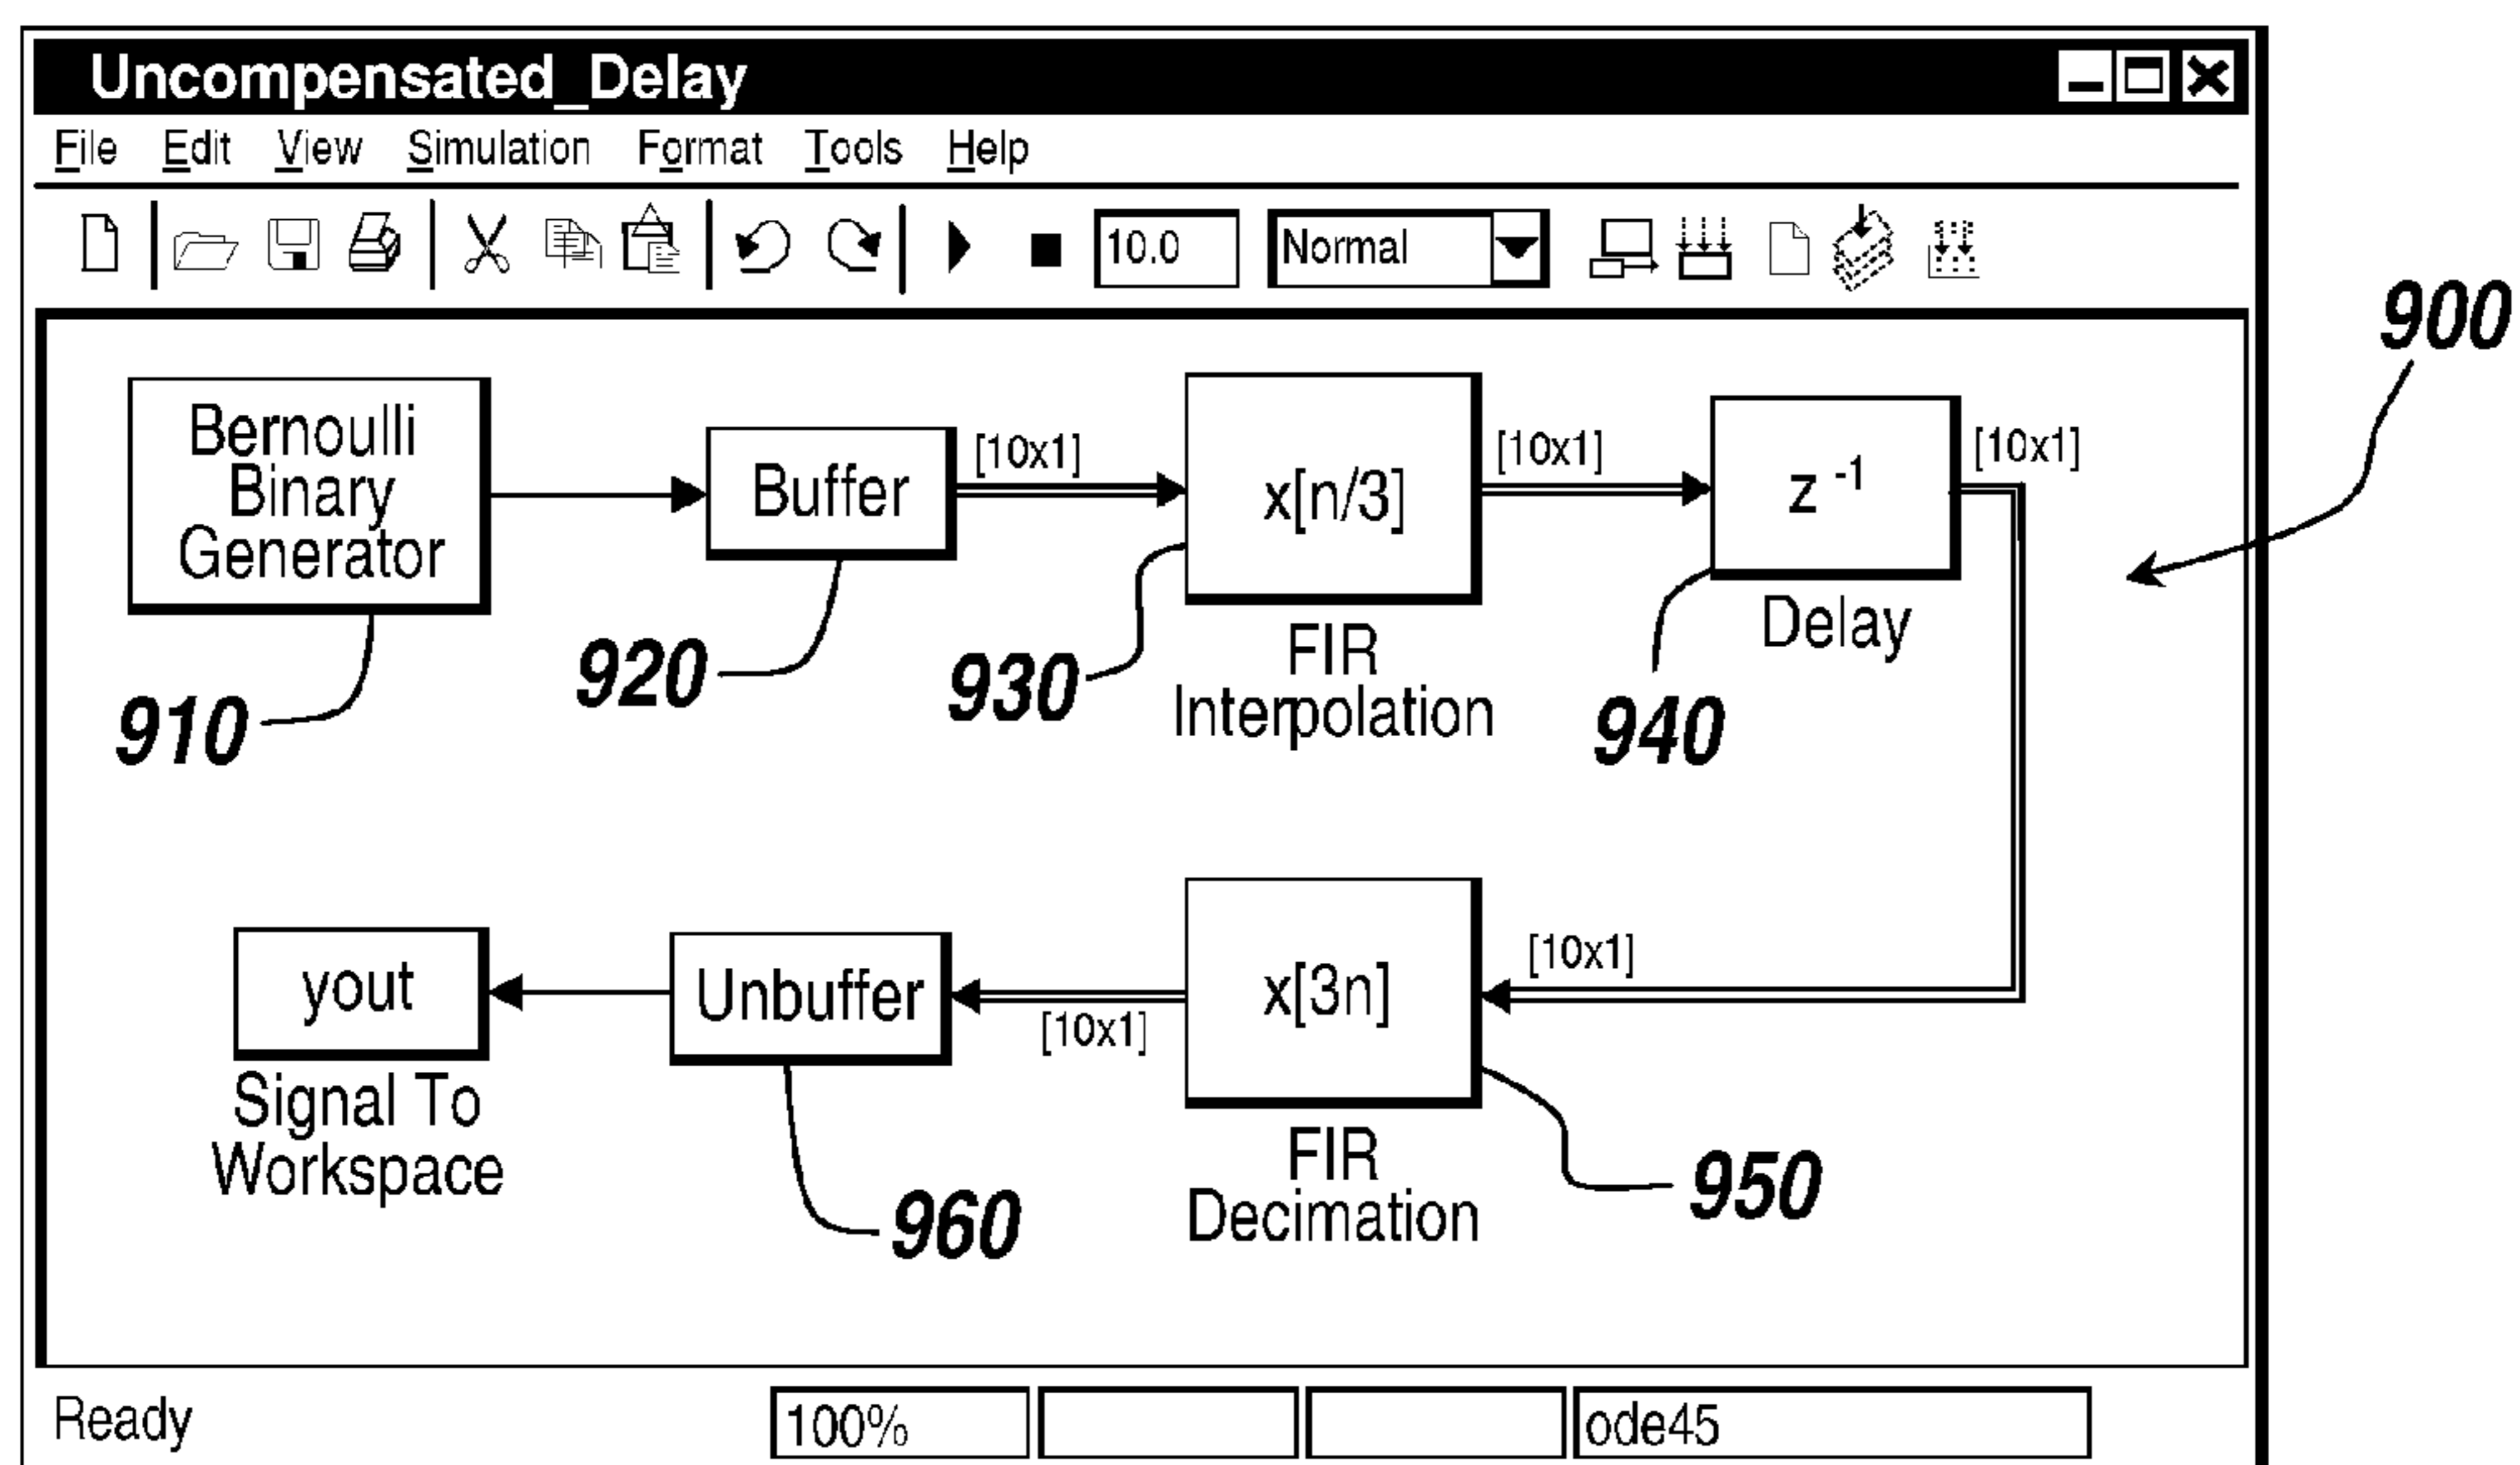 Uncompensated_Delay
File Edit View Simulation Format Tools Help
10.0 Normal
900
Bernoulli
Binary
Generator
Buffer
[10x1]
x[n/3]
[10x1]
z -1
[10x1]
FIR
Interpolation
Delay
910
920
930
940
yout
Signal To
Workspace
Unbuffer
[10x1]
x[3n]
[10x1]
FIR
Decimation
960
950
Ready
100%
ode45